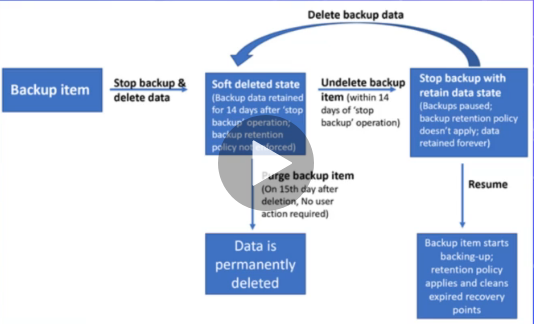 Delete backup data
Backup item
Stop backup &
delete data
Soft deleted state
(Backup data retained
for 14 days after 'stop
backup' operation;
backup retention
policy not enforced)
Undelete backup
item (within 14
days of 'stop
backup' operation)
Stop backup with
retain data state
(Backups paused;
backup retention policy
doesn't apply; data
retained forever)
Purge backup item
(On 15th day after
deletion, No user
action required)
Resume
Data is
permanently
deleted
Backup item starts
backing-up;
retention policy
applies and cleans
expired recovery
points